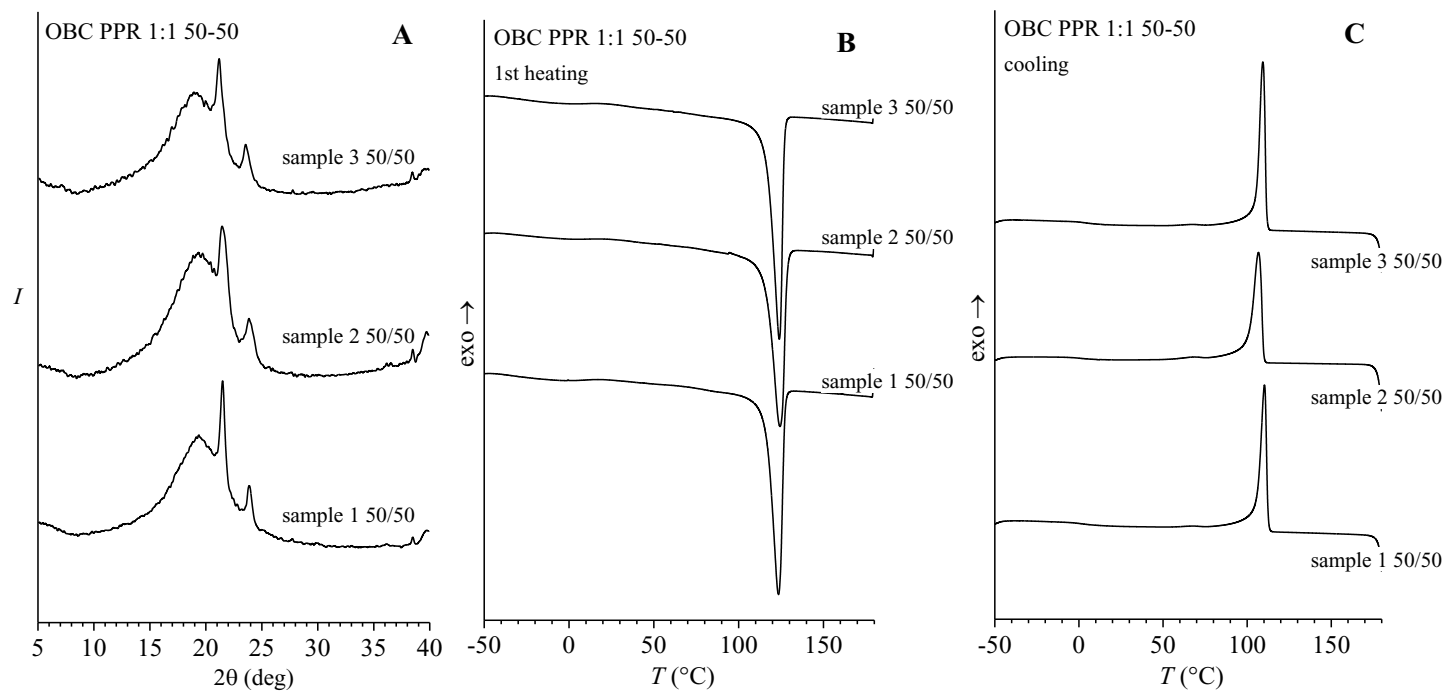 OBC PPR 1:1 50-50
A
sample 3 50/50
sample 2 50/50
sample 1 50/50
I
5 10 15 20 25 30 35 40
2θ (deg)
OBC PPR 1:1 50-50
B
1st heating
sample 3 50/50
sample 2 50/50
sample 1 50/50
exo →
-50 0 50 100 150
T (°C)
OBC PPR 1:1 50-50
C
cooling
sample 3 50/50
sample 2 50/50
sample 1 50/50
exo →
-50 0 50 100 150
T (°C)